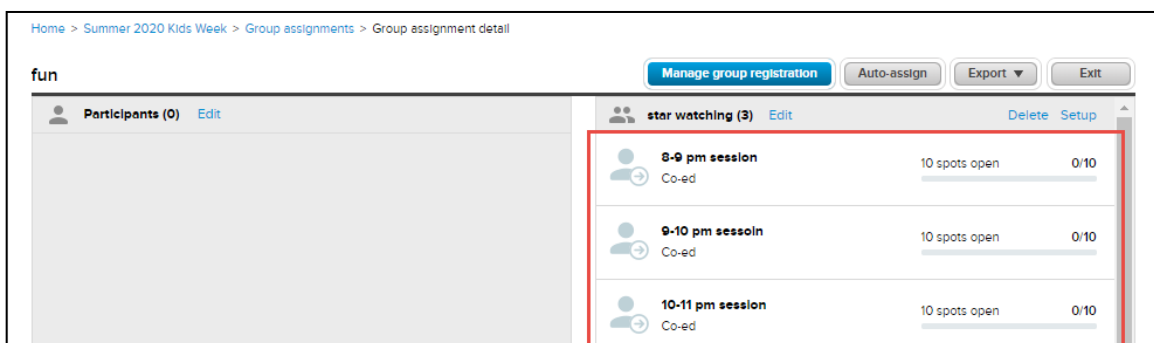 Home > Summer 2020 Kids Week > Group assignments > Group assignment detail
fun
Manage group registration
Auto-assign
Export ▼
Exit
Participants (0) Edit
star watching (3) Edit
Delete Setup
8-9 pm session
Co-ed
10 spots open 0/10
9-10 pm sessoin
Co-ed
10 spots open 0/10
10-11 pm session
Co-ed
10 spots open 0/10